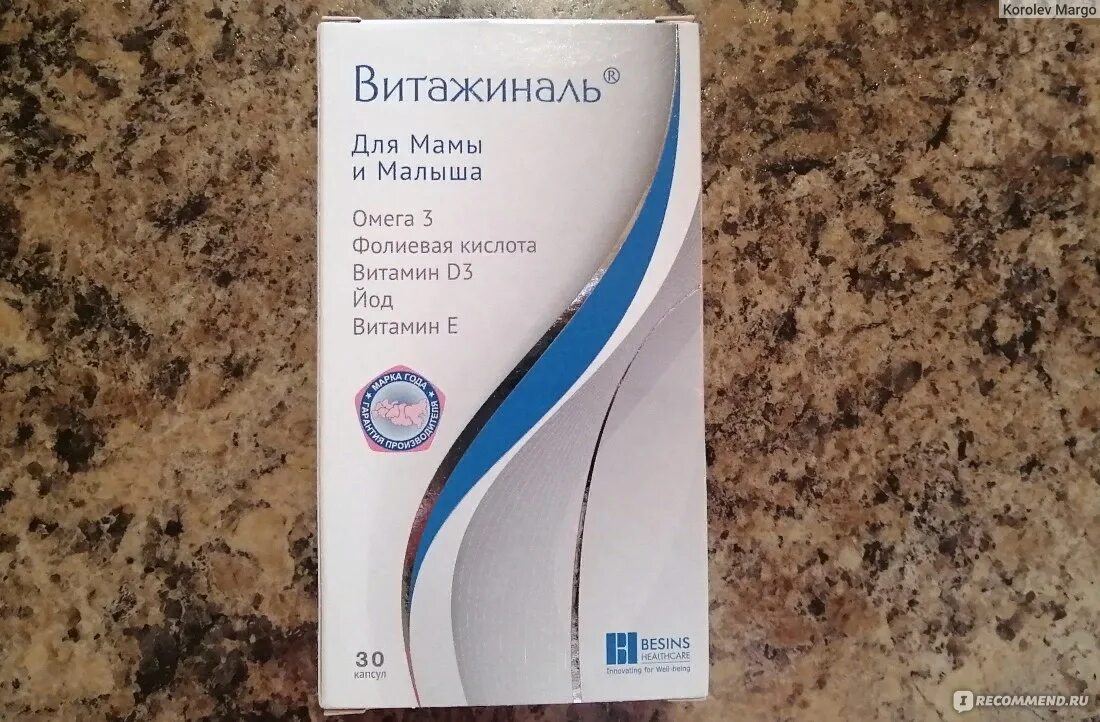 Korolev Margo
Витажиналь®
Для Мамы
и Малыша
Омега 3
Фолиевая кислота
Витамин D3
Йод
Витамин Е
МАРКА ГОДА
ГАРАНТИЯ ПРОИЗВОДИТЕЛЯ
30
капсул
BESINS
HEALTHCARE
Innovating for Well-being
IRECOMMEND.RU